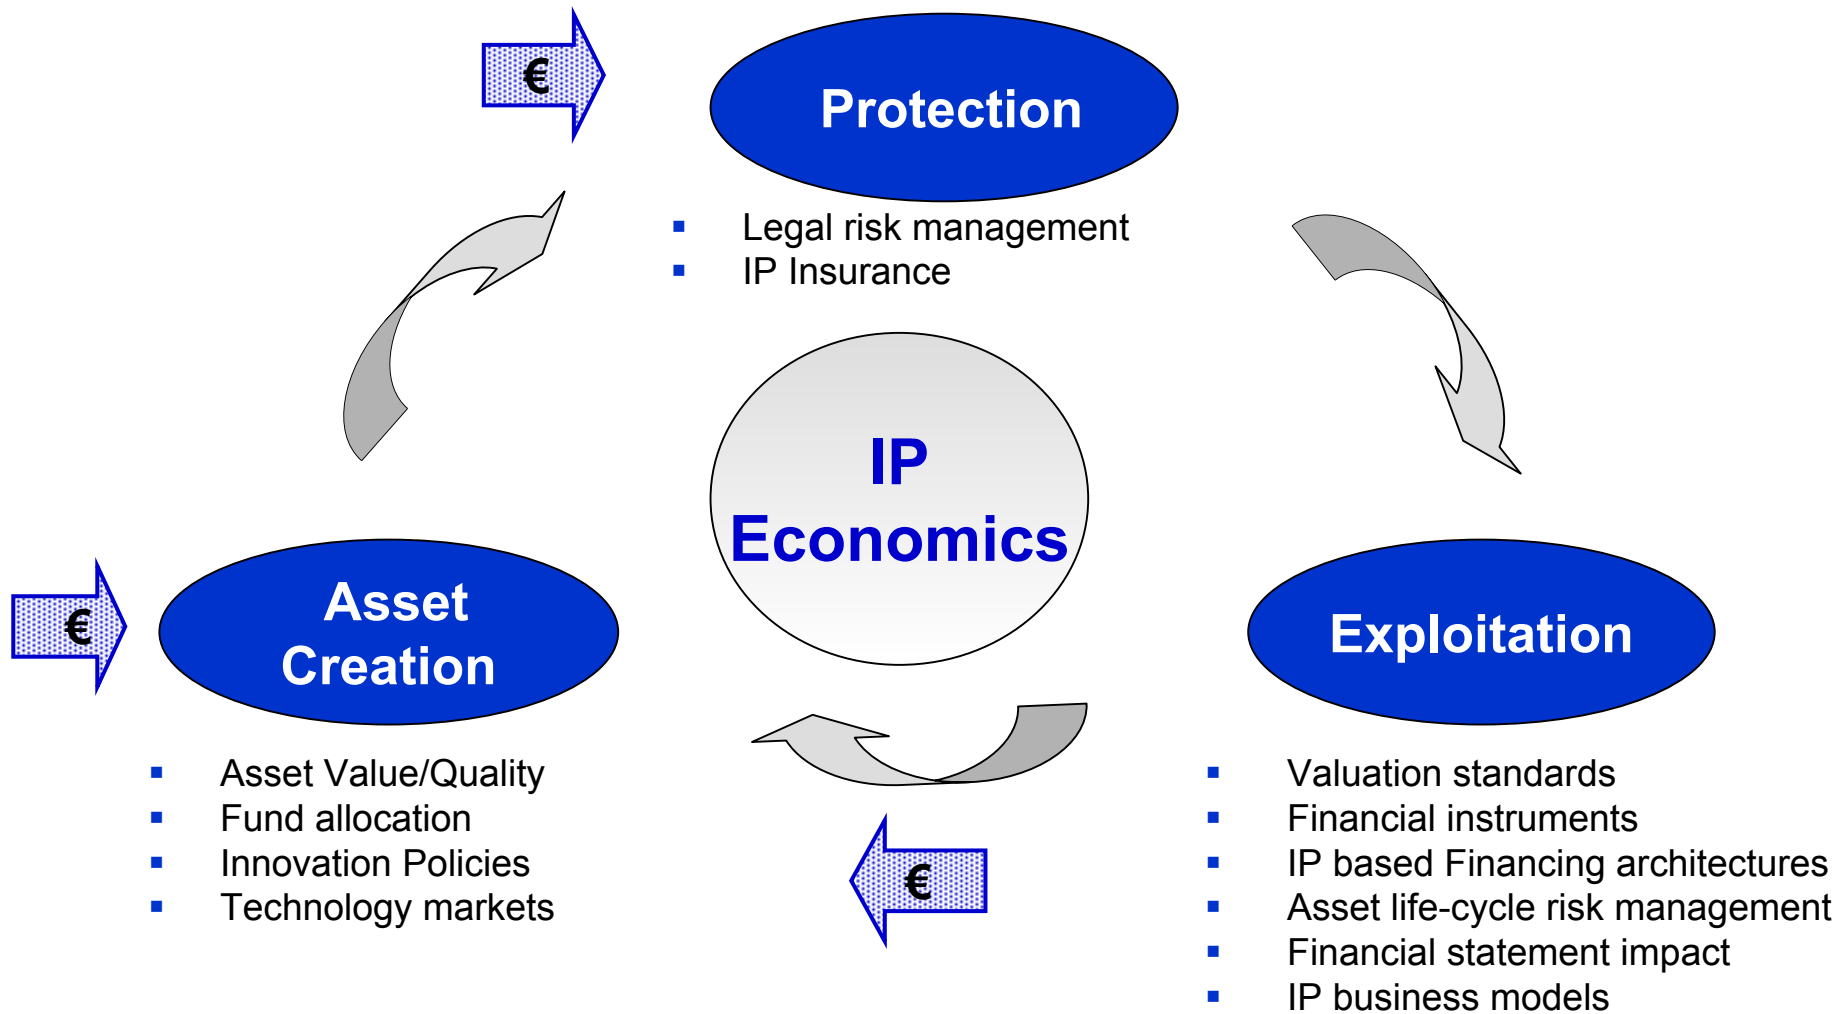 €
Protection
▪ Legal risk management
▪ IP Insurance
IP
Economics
€
Asset
Creation
▪ Asset Value/Quality
▪ Fund allocation
▪ Innovation Policies
▪ Technology markets
Exploitation
▪ Valuation standards
▪ Financial instruments
▪ IP based Financing architectures
▪ Asset life-cycle risk management
▪ Financial statement impact
▪ IP business models
€